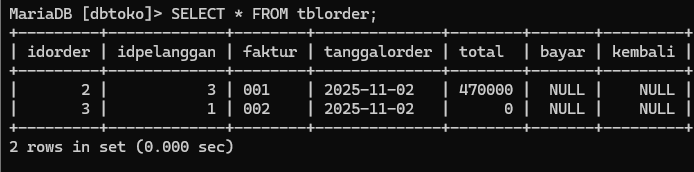 MariaDB [dbtoko]> SELECT * FROM tblorder;
+---------+-------------+--------+--------------+--------+-------+---------+
| idorder | idpelanggan | faktur | tanggalorder | total  | bayar | kembali |
+---------+-------------+--------+--------------+--------+-------+---------+
|       2 |           3 | 001    | 2025-11-02   | 470000 |  NULL |    NULL |
|       3 |           1 | 002    | 2025-11-02   |      0 |  NULL |    NULL |
+---------+-------------+--------+--------------+--------+-------+---------+
2 rows in set (0.000 sec)